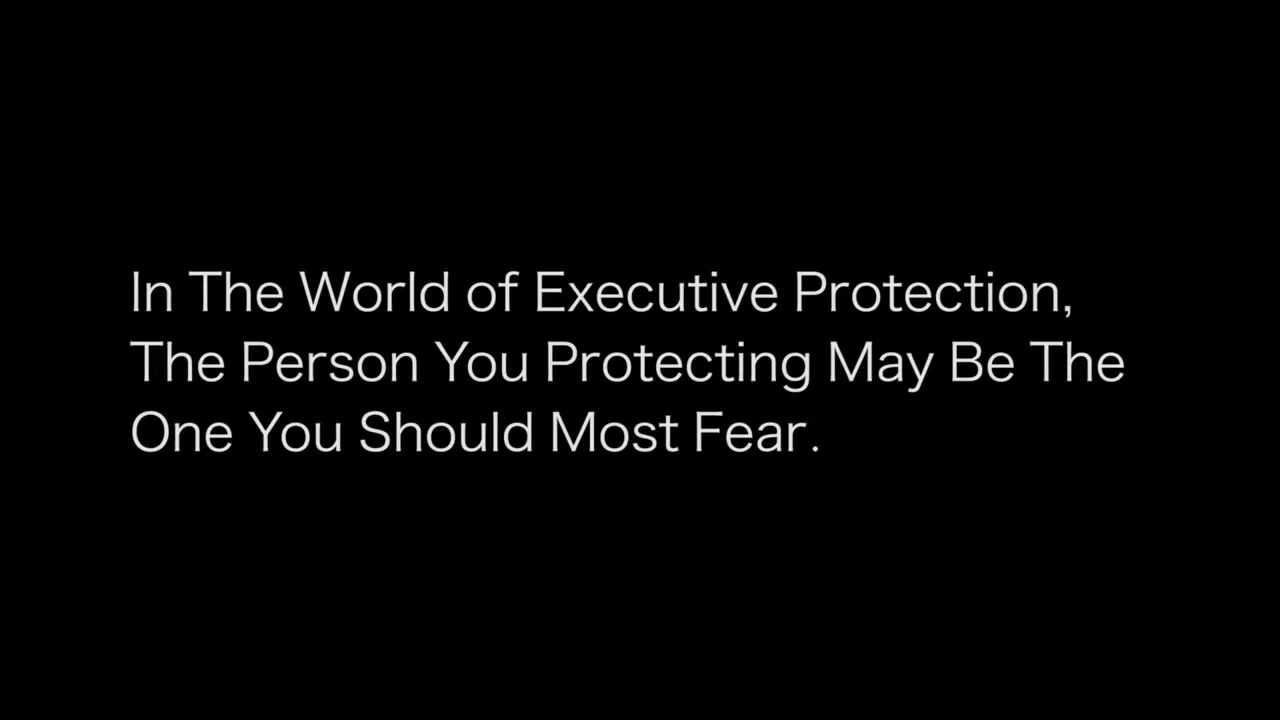 In The World of Executive Protection,
The Person You Protecting May Be The
One You Should Most Fear.